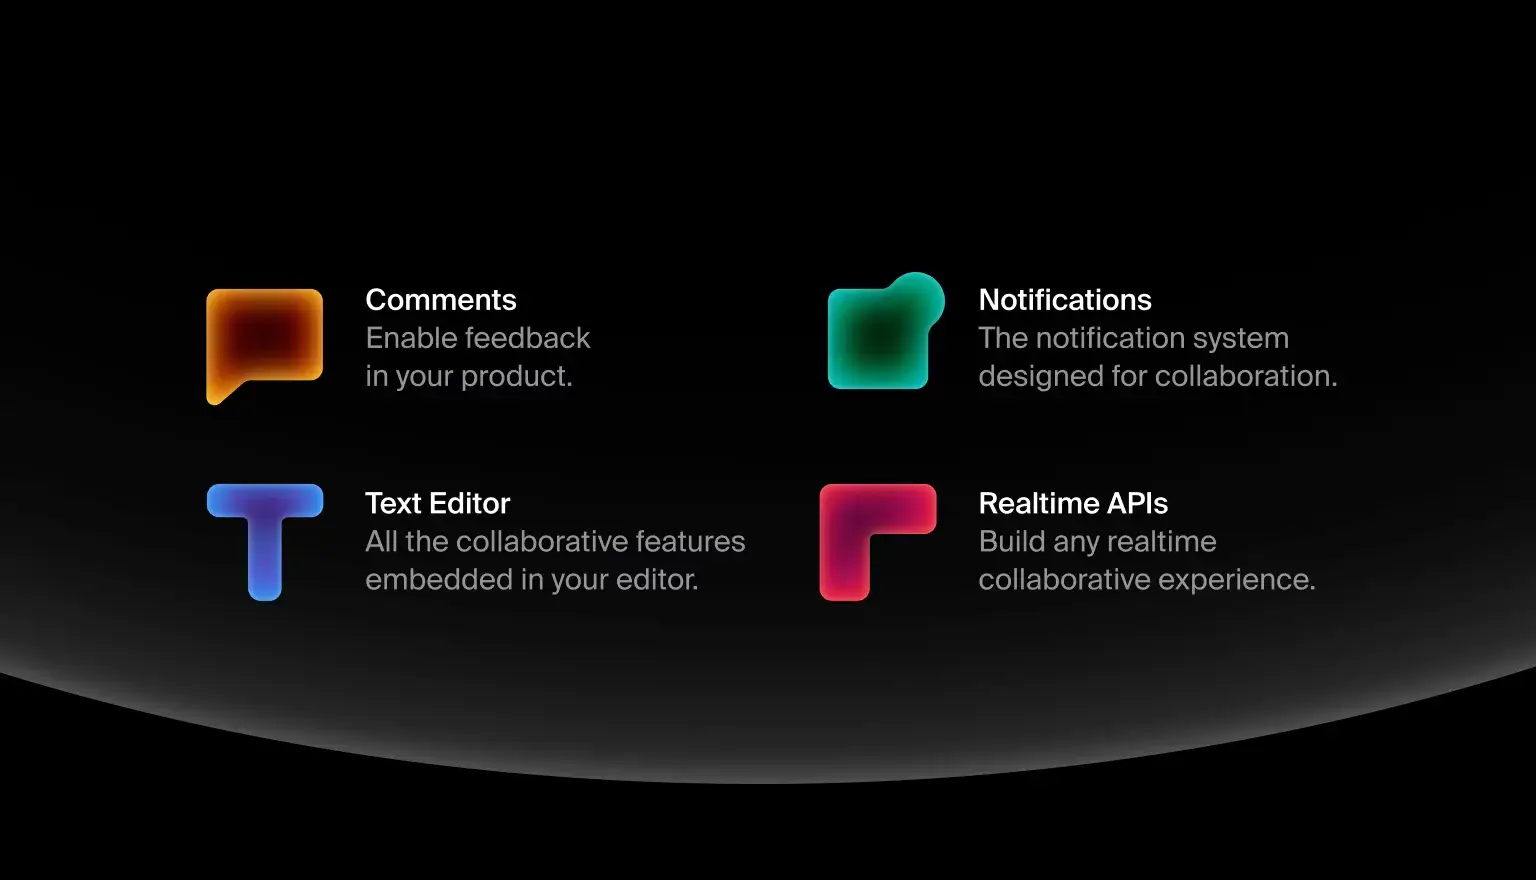 Comments
Enable feedback
in your product.
Notifications
The notification system
designed for collaboration.
Text Editor
All the collaborative features
embedded in your editor.
Realtime APIs
Build any realtime
collaborative experience.